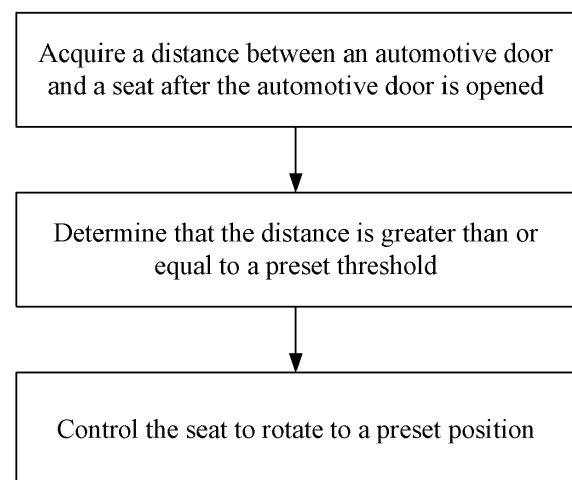 Acquire a distance between an automotive door
and a seat after the automotive door is opened
Determine that the distance is greater than or
equal to a preset threshold
Control the seat to rotate to a preset position